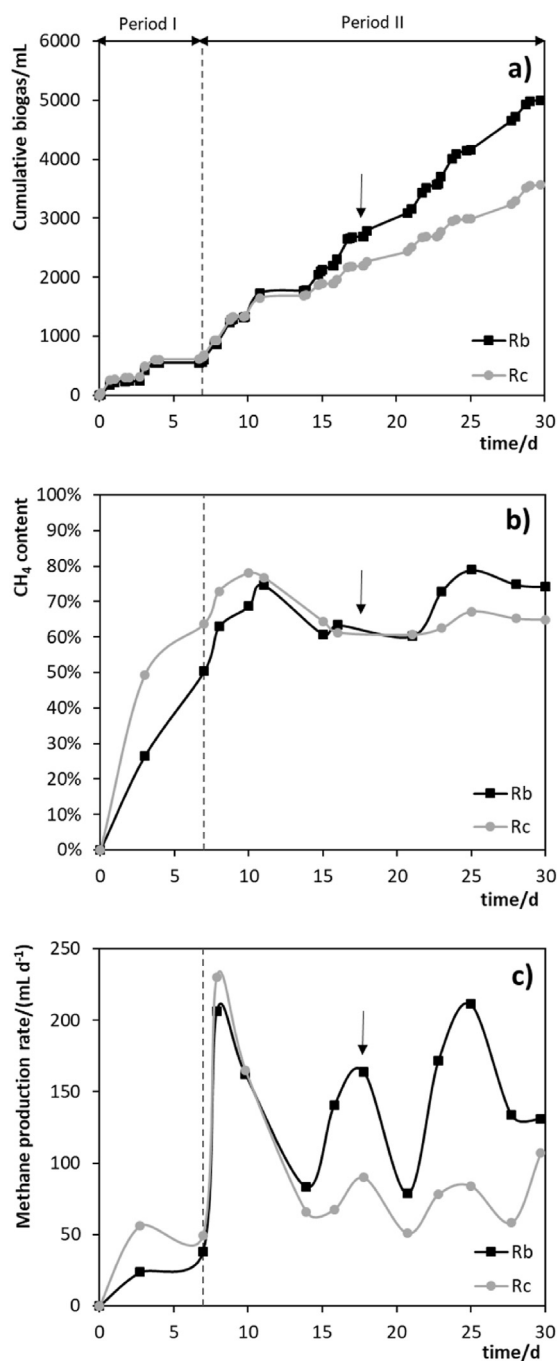 Period I Period II
a)
Cumulative biogas/mL
6000
5000
4000
3000
2000
1000
0
Rb
Rc
0 5 10 15 20 25 30
time/d
b)
CH₄ content
100%
90%
80%
70%
60%
50%
40%
30%
20%
10%
0%
Rb
Rc
0 5 10 15 20 25 30
time/d
c)
Methane production rate/(mL d⁻¹)
250
200
150
100
50
0
Rb
Rc
0 5 10 15 20 25 30
time/d